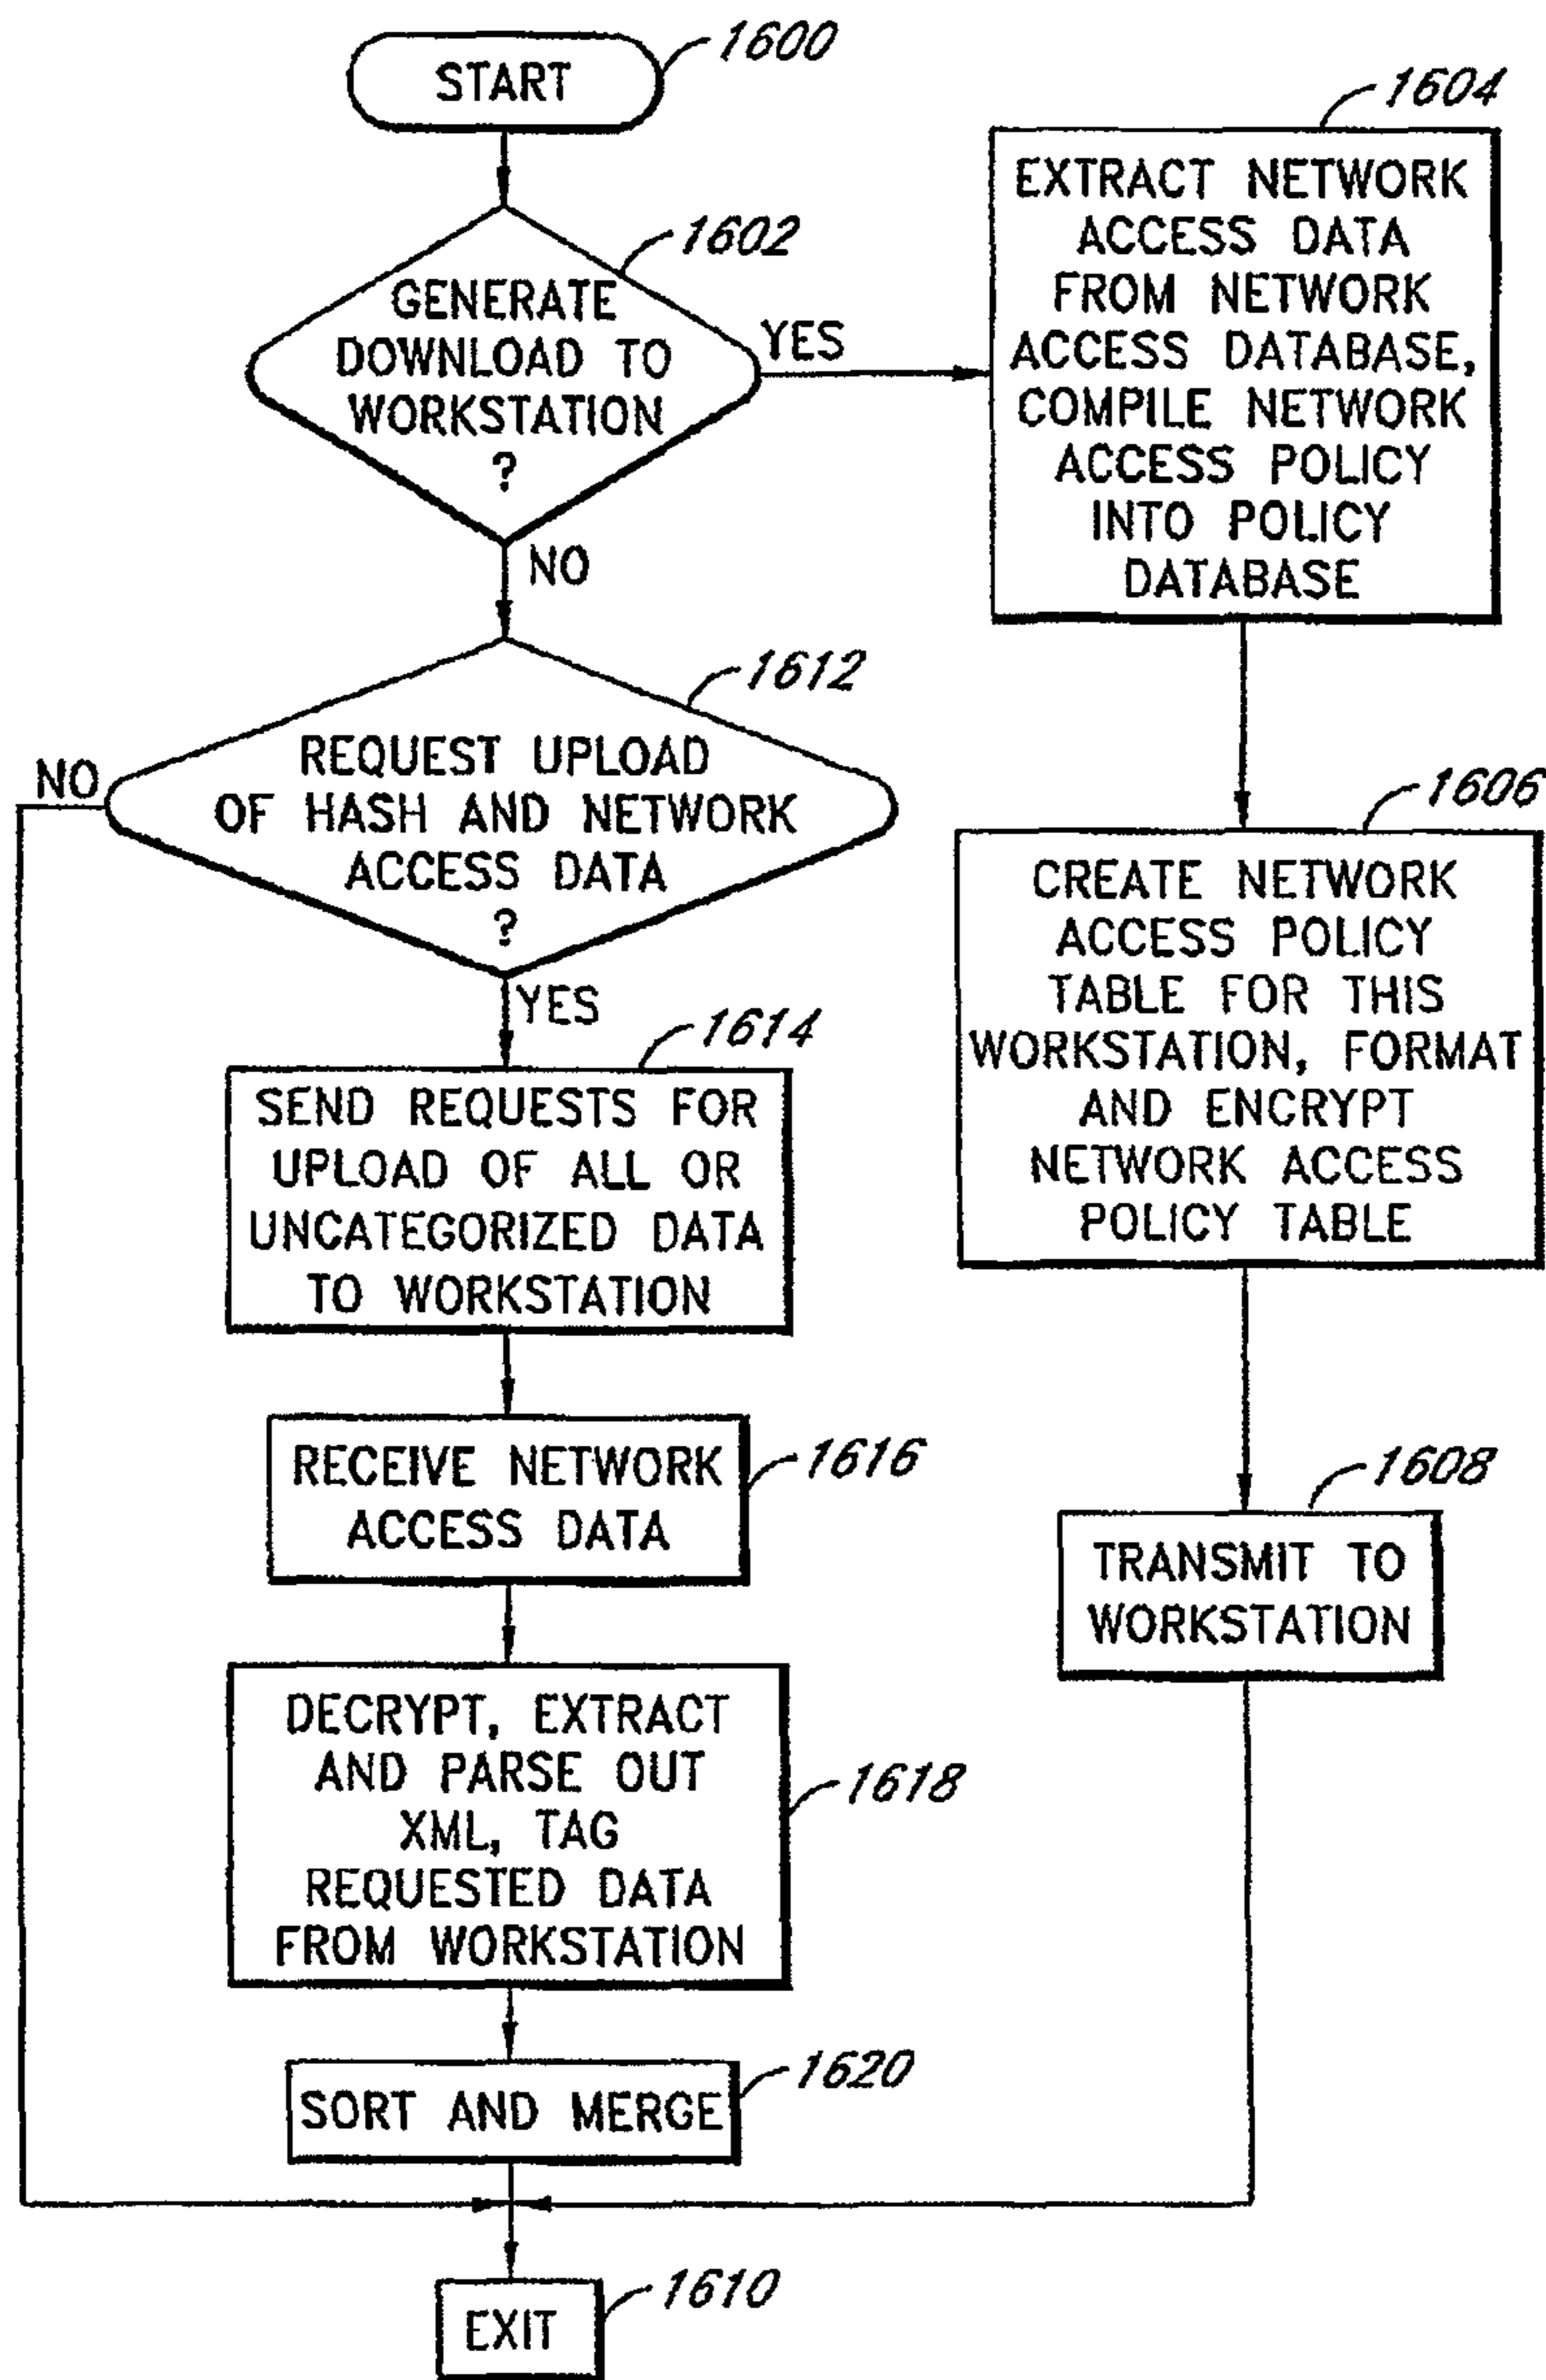 START
1600
GENERATE
DOWNLOAD TO
WORKSTATION
?
1602
YES
NO
EXTRACT NETWORK
ACCESS DATA
FROM NETWORK
ACCESS DATABASE,
COMPILE NETWORK
ACCESS POLICY
INTO POLICY
DATABASE
1604
CREATE NETWORK
ACCESS POLICY
TABLE FOR THIS
WORKSTATION, FORMAT
AND ENCRYPT
NETWORK ACCESS
POLICY TABLE
1606
TRANSMIT TO
WORKSTATION
1608
REQUEST UPLOAD
OF HASH AND NETWORK
ACCESS DATA
?
1612
NO
YES
SEND REQUESTS FOR
UPLOAD OF ALL OR
UNCATEGORIZED DATA
TO WORKSTATION
1614
RECEIVE NETWORK
ACCESS DATA
1616
DECRYPT, EXTRACT
AND PARSE OUT
XML, TAG
REQUESTED DATA
FROM WORKSTATION
1618
SORT AND MERGE
1620
EXIT
1610